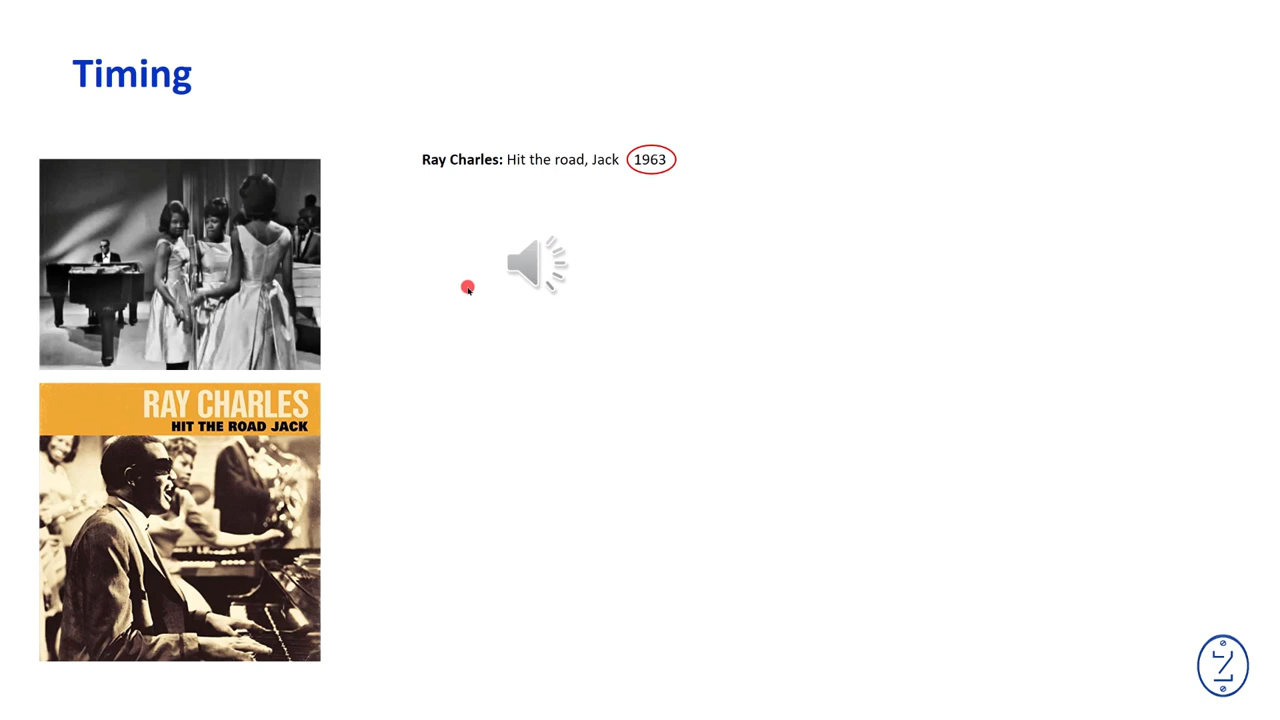 Timing
Ray Charles: Hit the road, Jack 1963
RAY CHARLES
HIT THE ROAD JACK